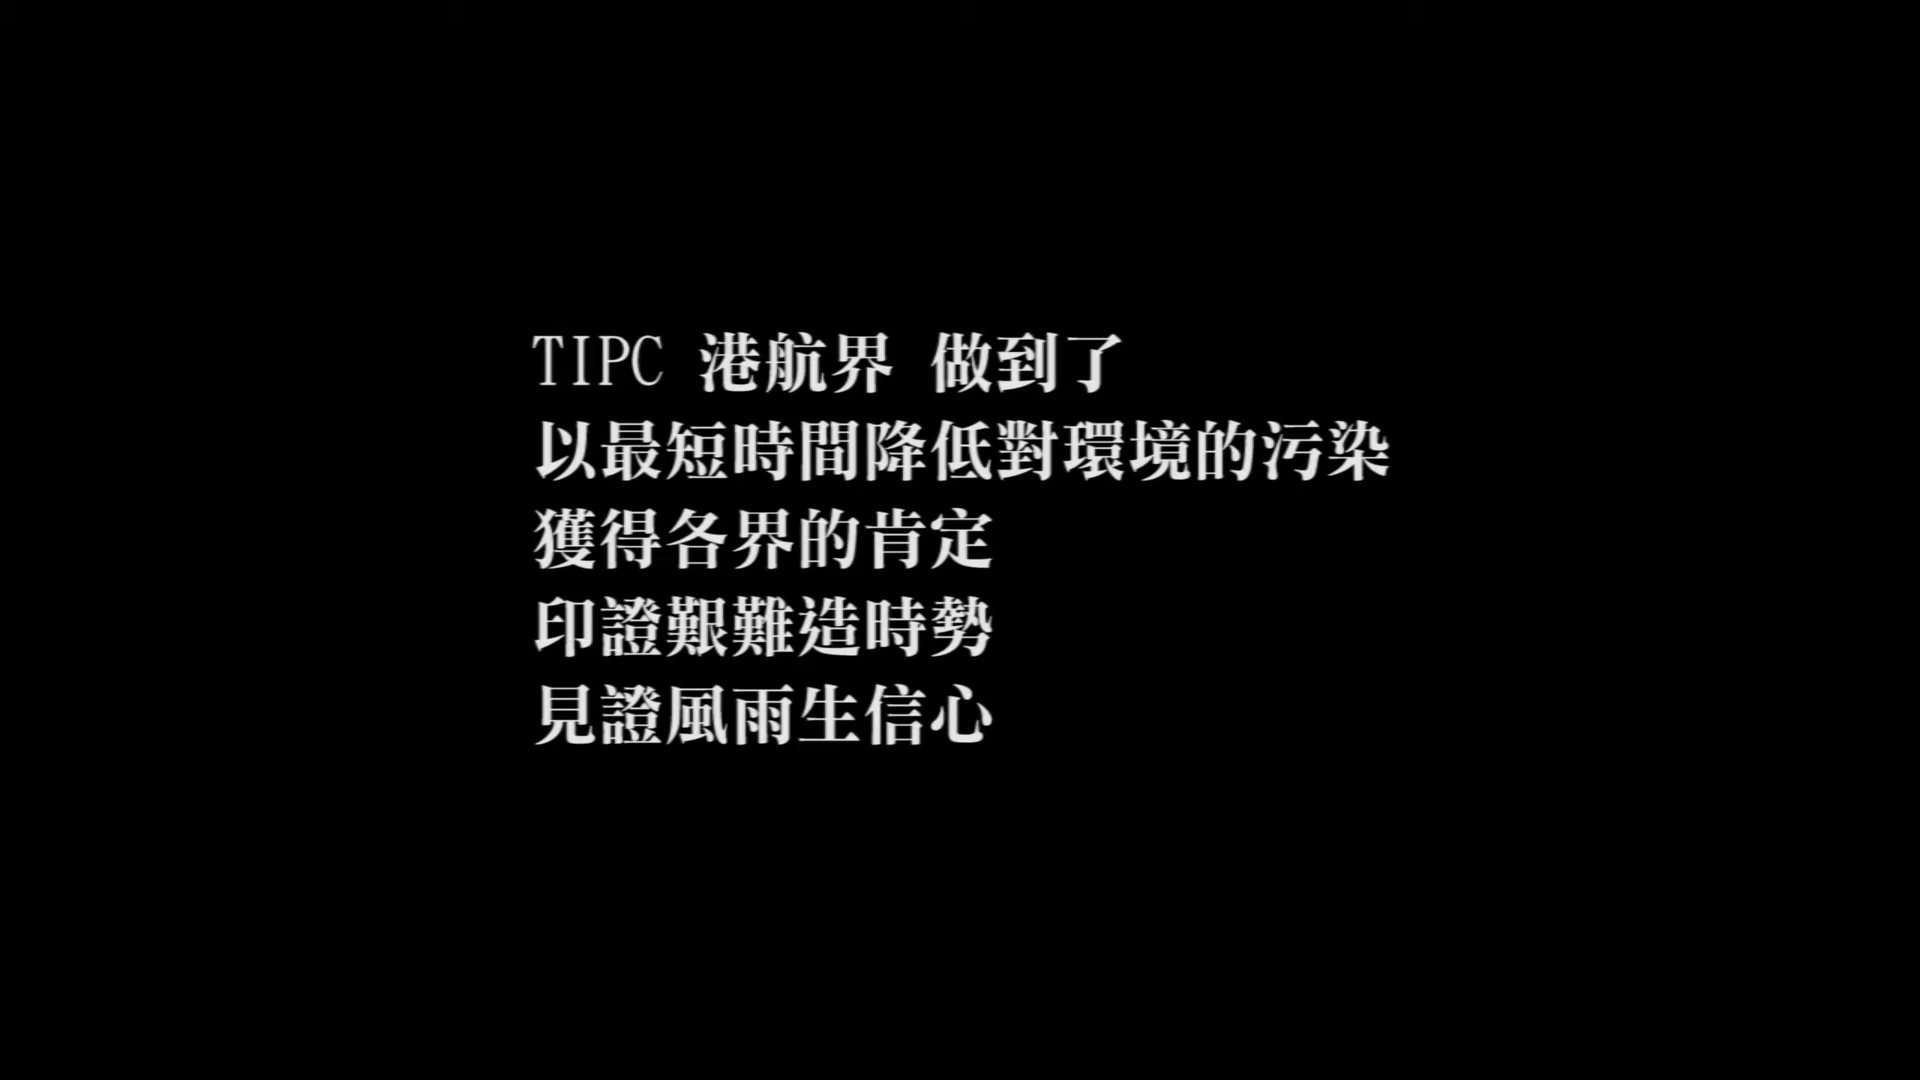 TIPC 港航界 做到了
以最短時間降低對環境的污染
獲得各界的肯定
印證艱難造時勢
見證風雨生信心